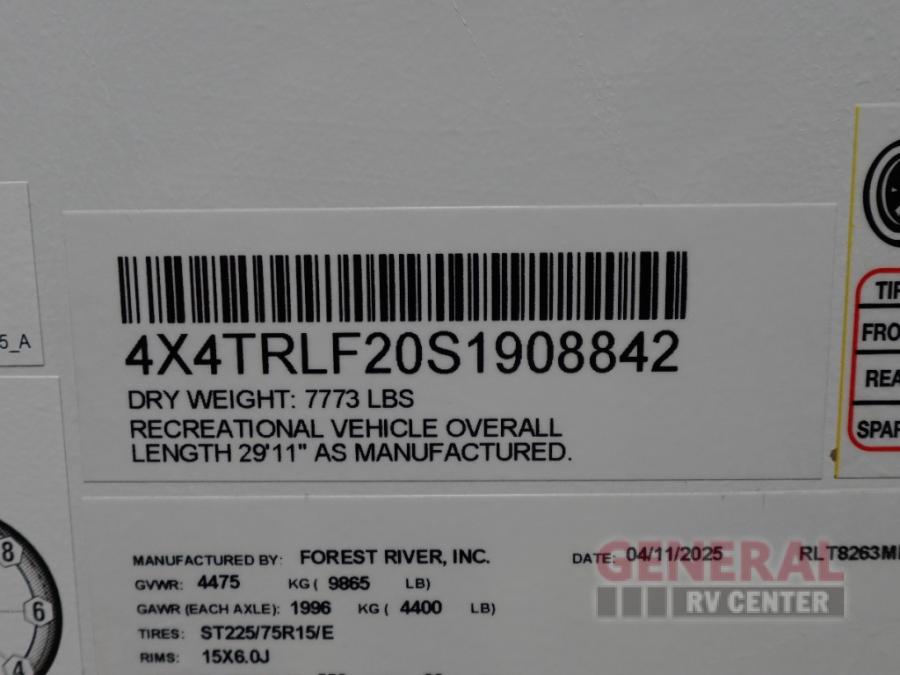 5_A
4X4TRLF20S1908842
DRY WEIGHT: 7773 LBS
RECREATIONAL VEHICLE OVERALL
LENGTH 29'11" AS MANUFACTURED.
MANUFACTURED BY: FOREST RIVER, INC. DATE: 04/11/2025 RLT8263M
GVWR: 4475 KG ( 9865 LB)
GAWR (EACH AXLE): 1996 KG ( 4400 LB)
TIRES: ST225/75R15/E
RIMS: 15X6.0J
TIR
FRO
REA
SPAR
8
6
4
GENERAL
RV CENTER